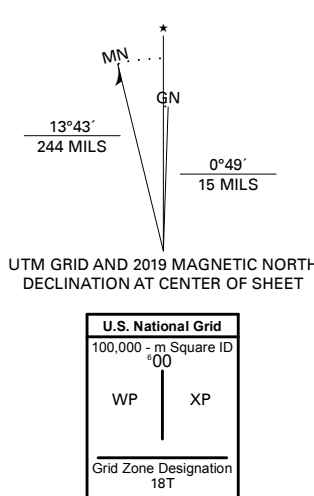 ★
MN
GN
13°43´
244 MILS
0°49´
15 MILS
UTM GRID AND 2019 MAGNETIC NORTH
DECLINATION AT CENTER OF SHEET
U.S. National Grid
100,000 - m Square ID
⁶00
WP XP
Grid Zone Designation
18T